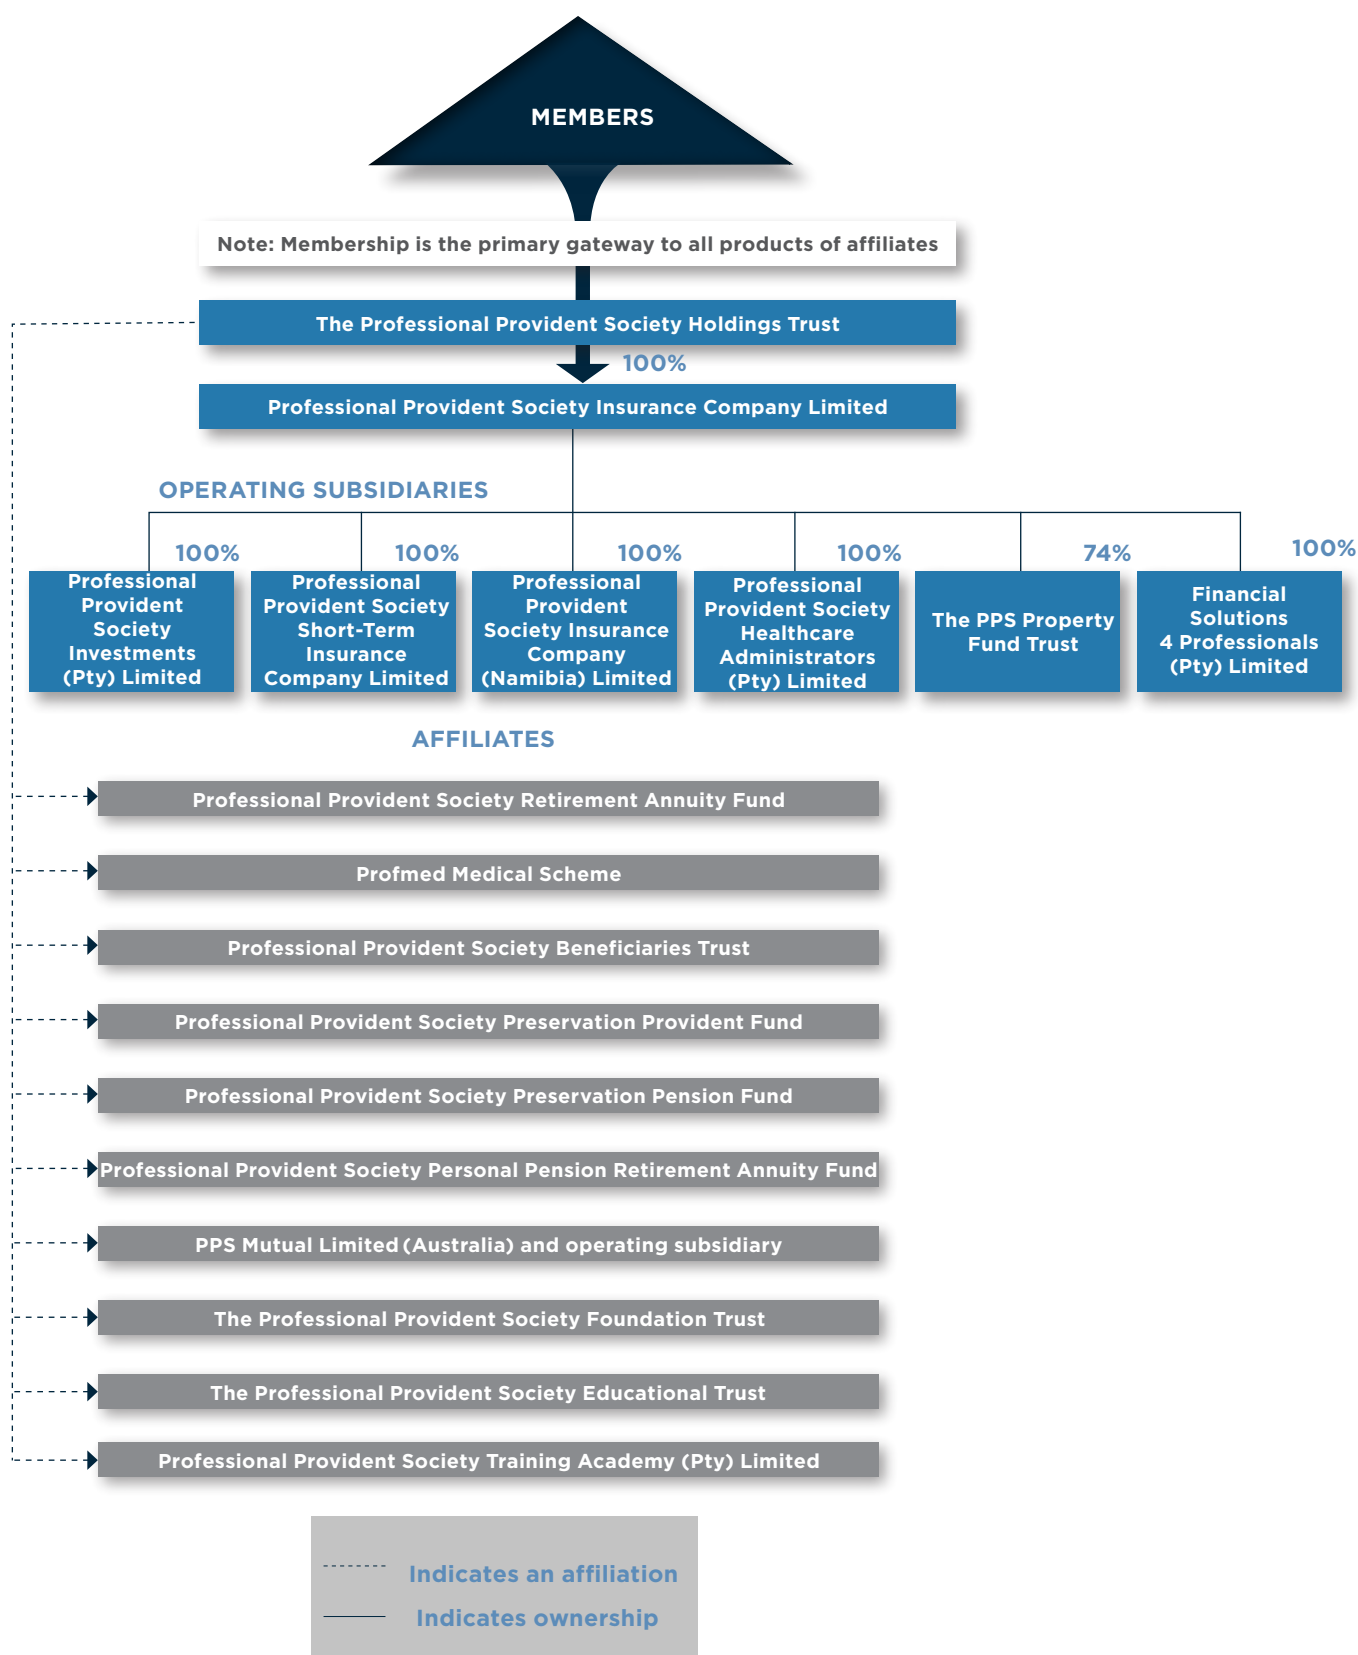 MEMBERS
Note: Membership is the primary gateway to all products of affiliates
The Professional Provident Society Holdings Trust
100%
Professional Provident Society Insurance Company Limited
OPERATING SUBSIDIARIES
100%
Professional
Provident
Society
Investments
(Pty) Limited
100%
Professional
Provident Society
Short-Term
Insurance
Company Limited
100%
Professional
Provident
Society Insurance
Company
(Namibia) Limited
100%
Professional
Provident Society
Healthcare
Administrators
(Pty) Limited
74%
The PPS Property
Fund Trust
100%
Financial
Solutions
4 Professionals
(Pty) Limited
AFFILIATES
Professional Provident Society Retirement Annuity Fund
Profmed Medical Scheme
Professional Provident Society Beneficiaries Trust
Professional Provident Society Preservation Provident Fund
Professional Provident Society Preservation Pension Fund
Professional Provident Society Personal Pension Retirement Annuity Fund
PPS Mutual Limited (Australia) and operating subsidiary
The Professional Provident Society Foundation Trust
The Professional Provident Society Educational Trust
Professional Provident Society Training Academy (Pty) Limited
Indicates an affiliation
Indicates ownership